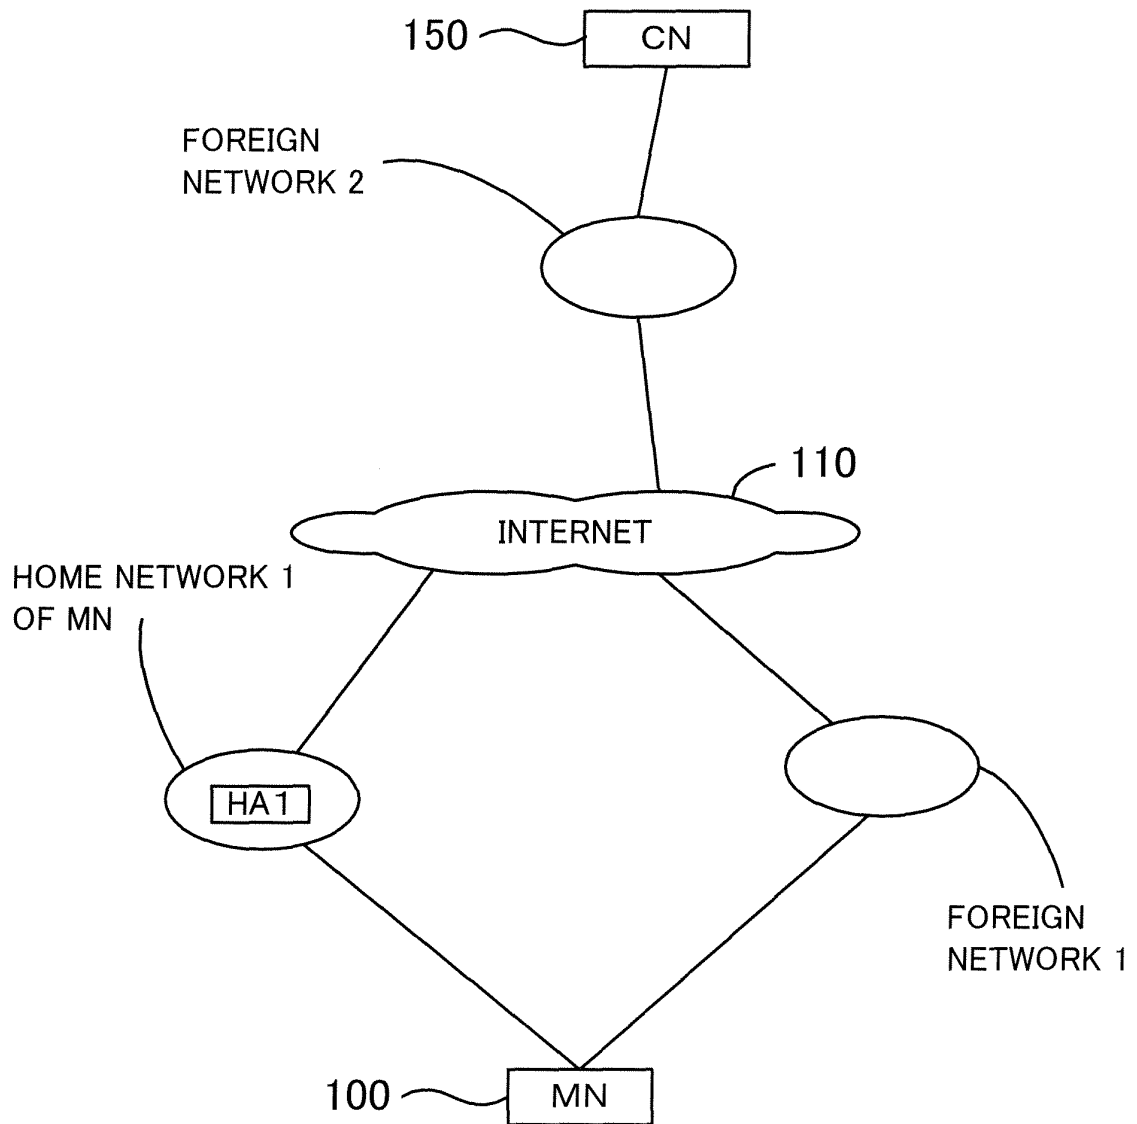 150
CN
FOREIGN
NETWORK 2
110
INTERNET
HOME NETWORK 1
OF MN
HA1
FOREIGN
NETWORK 1
100
MN